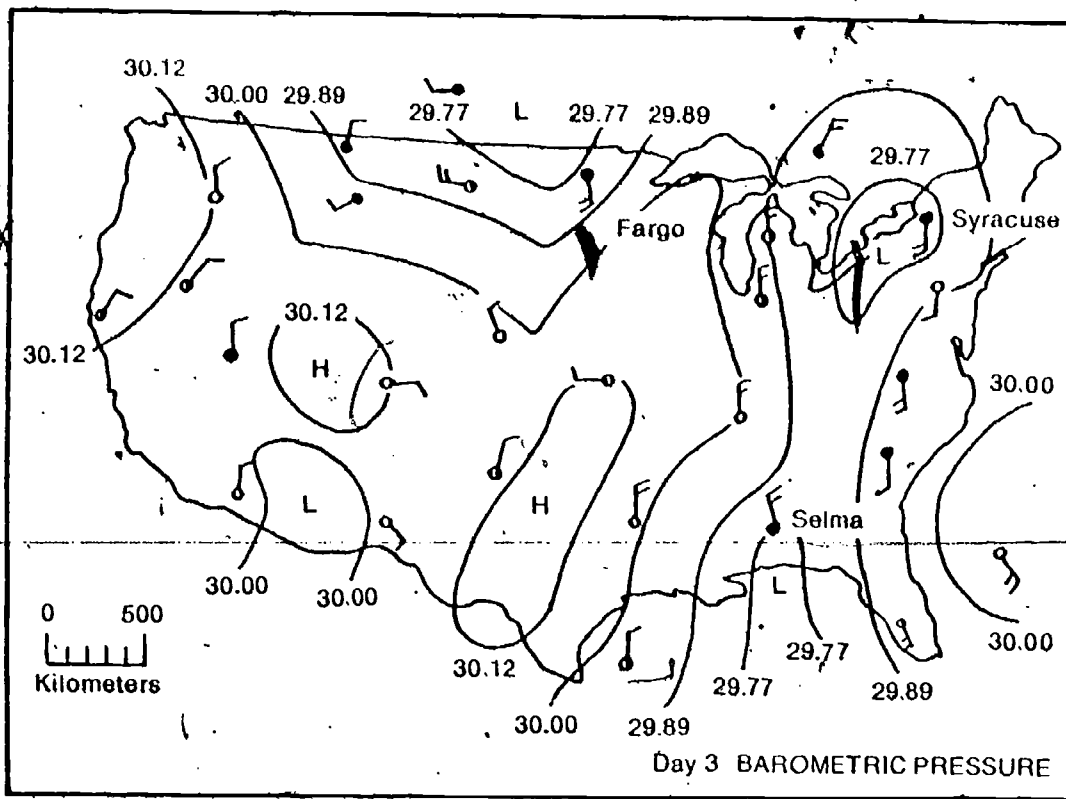 30.12
30.00 29.89
29.77 L 29.77 29.89
29.77
Fargo
Syracuse
L
30.12
30.12
H
30.00
H
L
Selma
30.00
30.00
L
0 500
Kilometers
30.12
30.00
29.89
29.77
29.77
29.89
30.00
Day 3 BAROMETRIC PRESSURE